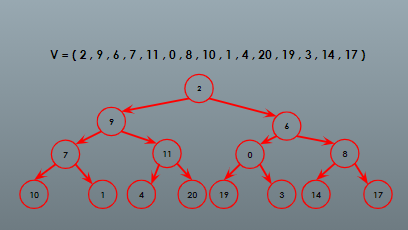 V = ( 2 , 9 , 6 , 7 , 11 , 0 , 8 , 10 , 1 , 4 , 20 , 19 , 3 , 14 , 17 )
2
9 6
7 11 0 8
10 1 4 20 19 3 14 17